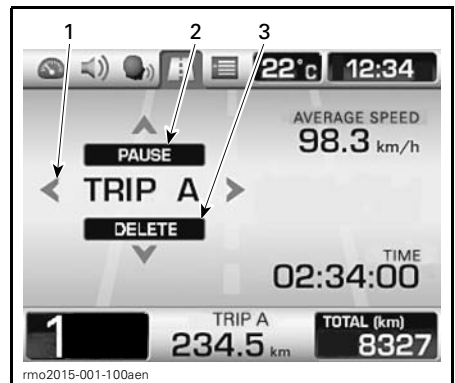 1 2 3
22°c 12:34
AVERAGE SPEED
98.3 km/h
PAUSE
TRIP A
DELETE
TIME
02:34:00
1
TRIP A
234.5 km
TOTAL (km)
8327
rmo2015-001-100aen